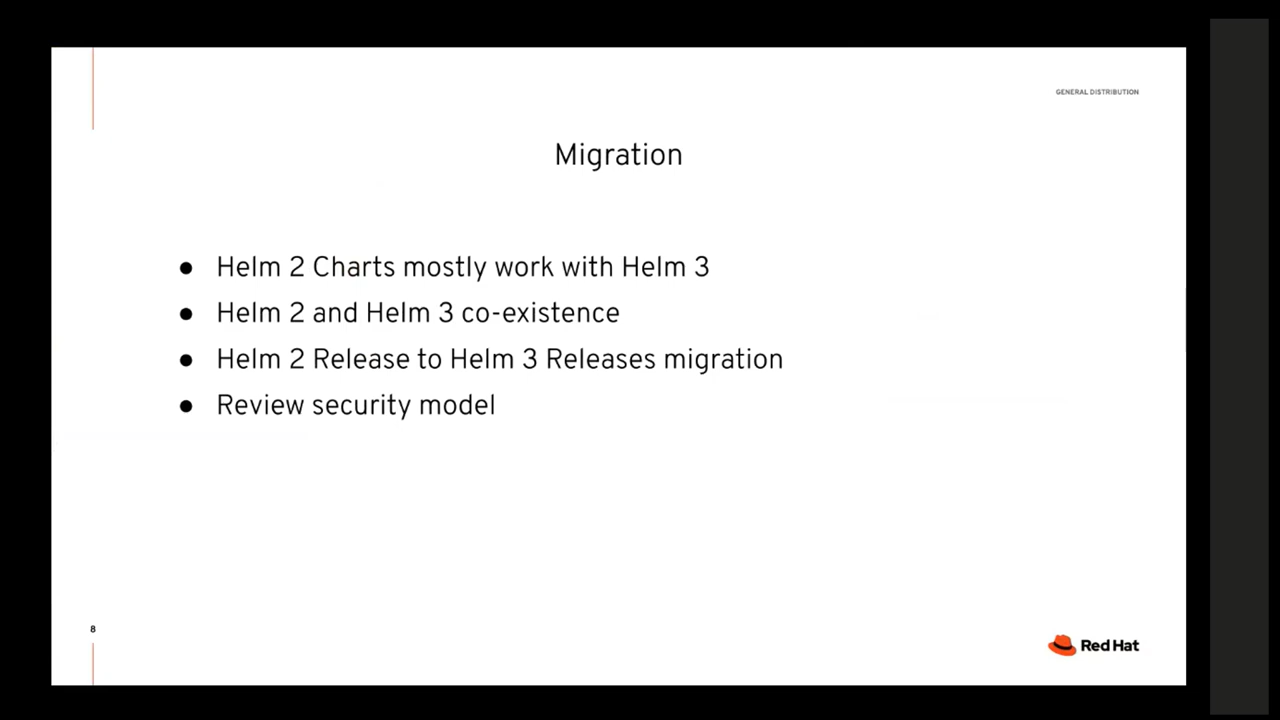 GENERAL DISTRIBUTION
Migration
● Helm 2 Charts mostly work with Helm 3
● Helm 2 and Helm 3 co-existence
● Helm 2 Release to Helm 3 Releases migration
● Review security model
8
Red Hat